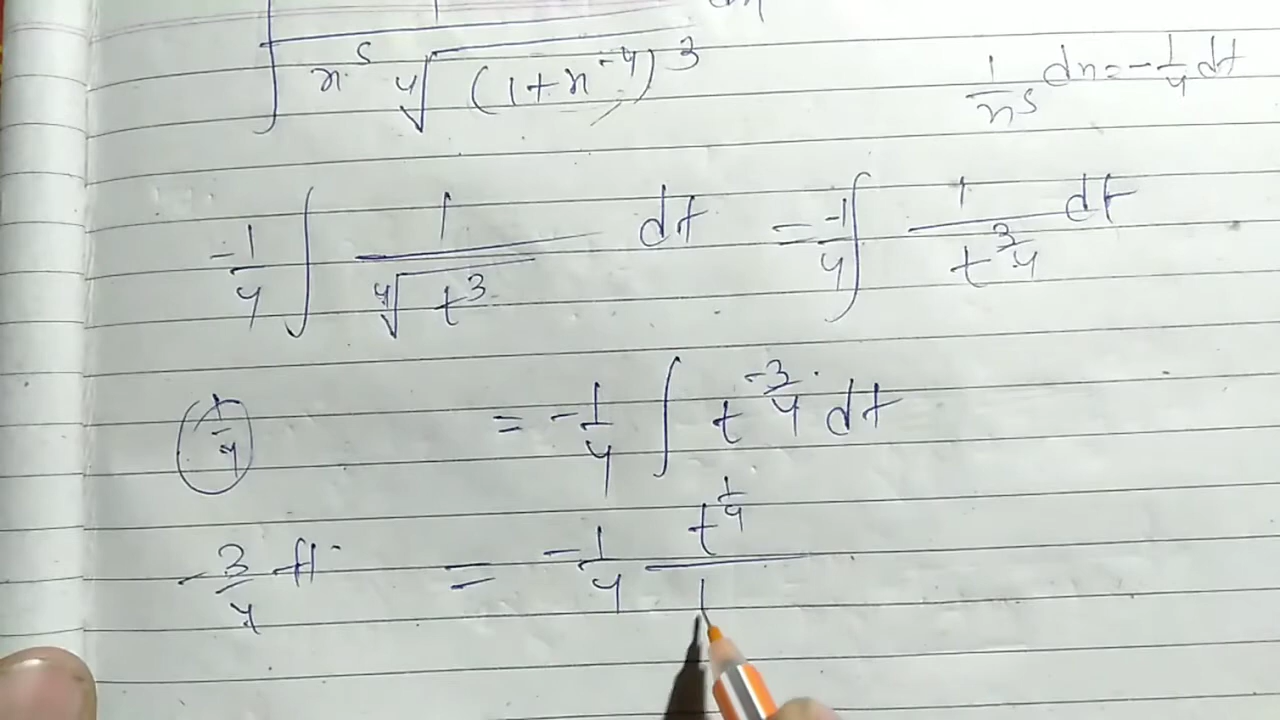 ∫ 1/(x⁵ ⁴√(1+x⁻⁴)³) dx
1/x⁵ dx = -1/4 dt
-1/4 ∫ 1/⁴√t³ dt = -1/4 ∫ 1/t^(3/4) dt
1/4 = -1/4 ∫ t^(-3/4) dt
-3/4 +1 = -1/4 t^(1/4)/1